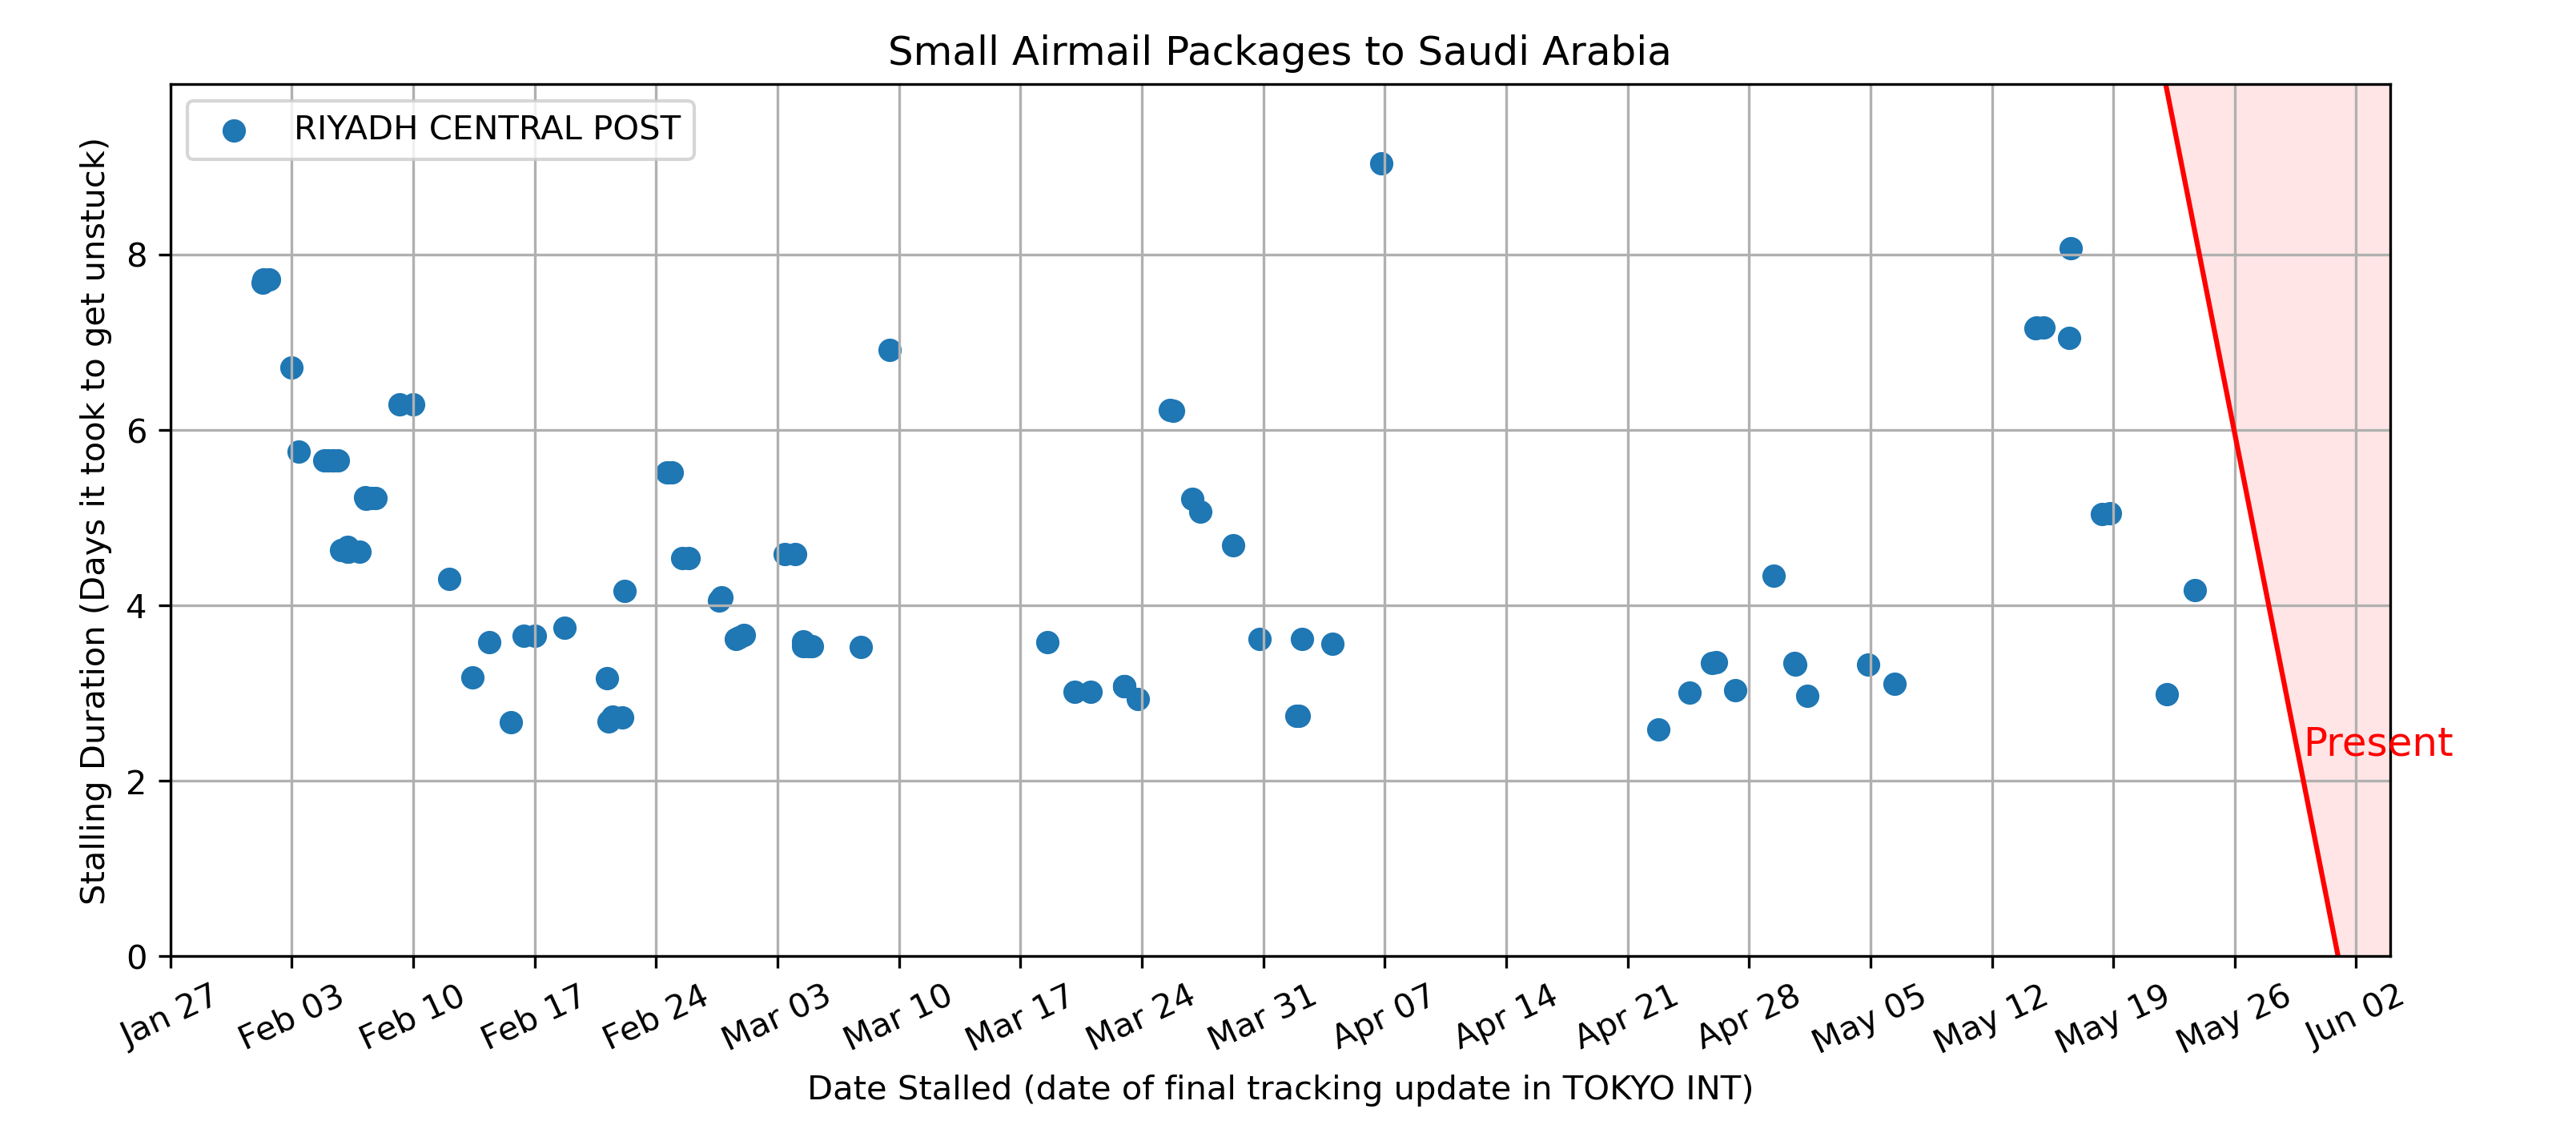 Small Airmail Packages to Saudi Arabia
RIYADH CENTRAL POST
Stalling Duration (Days it took to get unstuck)
8
6
4
2
0
Present
Jan 27
Feb 03
Feb 10
Feb 17
Feb 24
Mar 03
Mar 10
Mar 17
Mar 24
Mar 31
Apr 07
Apr 14
Apr 21
Apr 28
May 05
May 12
May 19
May 26
Jun 02
Date Stalled (date of final tracking update in TOKYO INT)